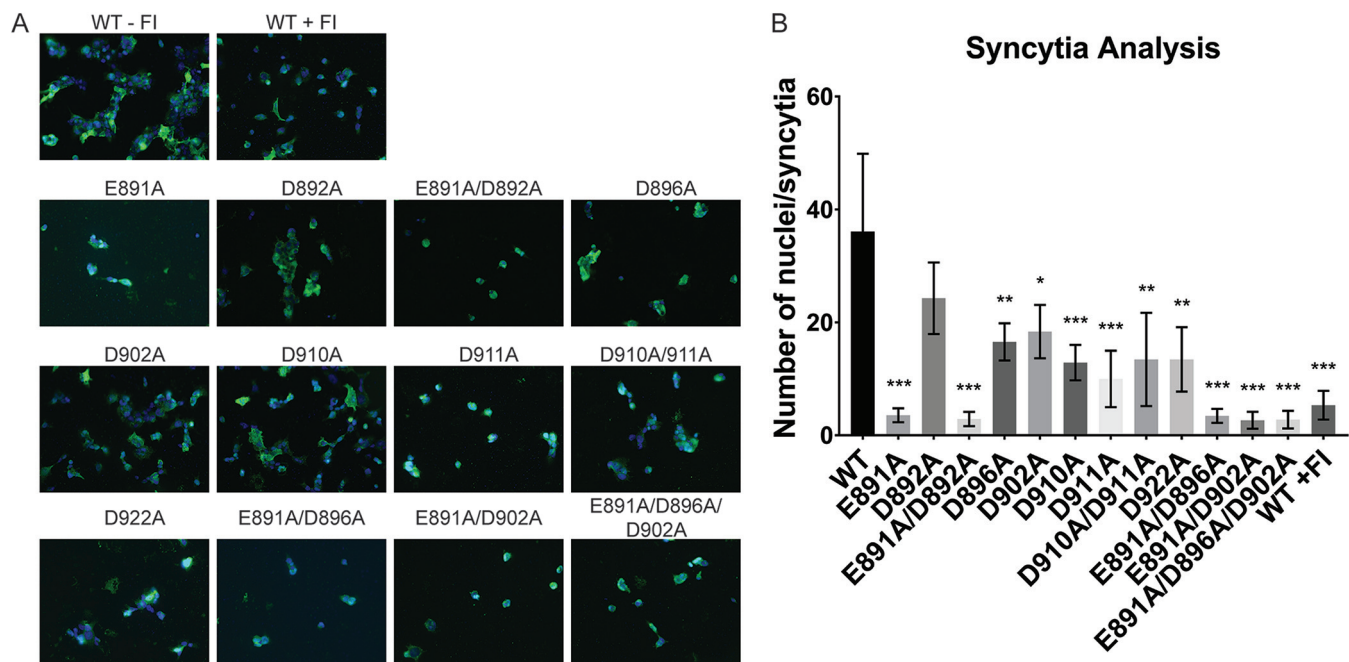 A
WT - FI
WT + FI
E891A
D892A
E891A/D892A
D896A
D902A
D910A
D911A
D910A/911A
D922A
E891A/D896A
E891A/D902A
E891A/D896A/
D902A
B
Syncytia Analysis
Number of nuclei/syncytia
60
40
20
0
***
***
**
*
***
***
**
**
***
***
***
***
WT
E891A
D892A
E891A/D892A
D896A
D902A
D910A
D911A
D910A/D911A
D922A
E891A/D896A
E891A/D902A
E891A/D896A/D902A
WT +FI